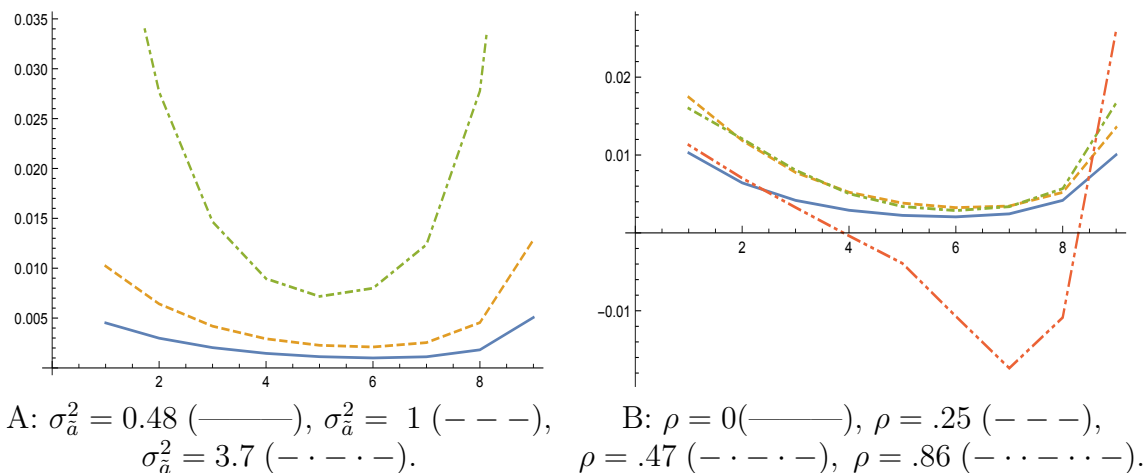 0.035
0.030
0.025
0.020
0.015
0.010
0.005
2 4 6 8
0.02
0.01
−0.01
2 4 6 8
A: σ²_ã = 0.48 (———), σ²_ã = 1 (− − −),
σ²_ã = 3.7 (− · − · −).
B: ρ = 0(———), ρ = .25 (− − −),
ρ = .47 (− · − · −), ρ = .86 (− · · − · · −).